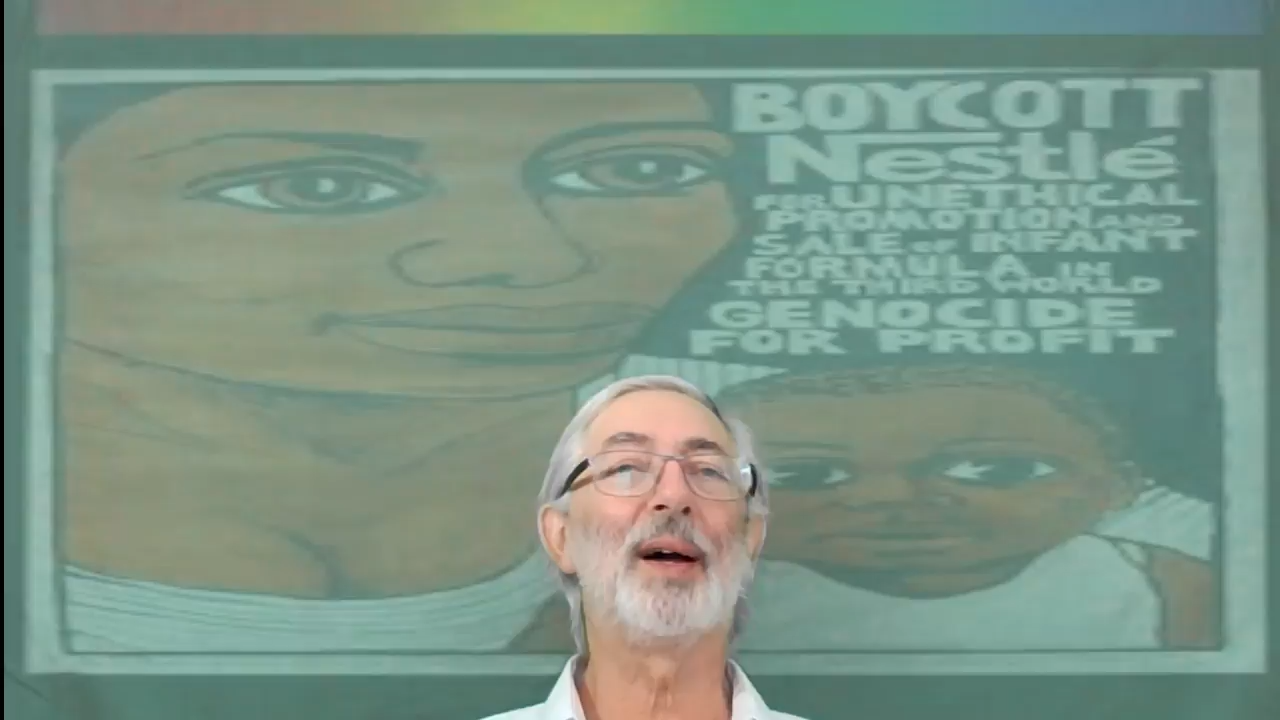 BOYCOTT
Nestlé
FOR UNETHICAL
PROMOTION AND
SALE OF INFANT
FORMULA IN
THE THIRD WORLD
GENOCIDE
FOR PROFIT